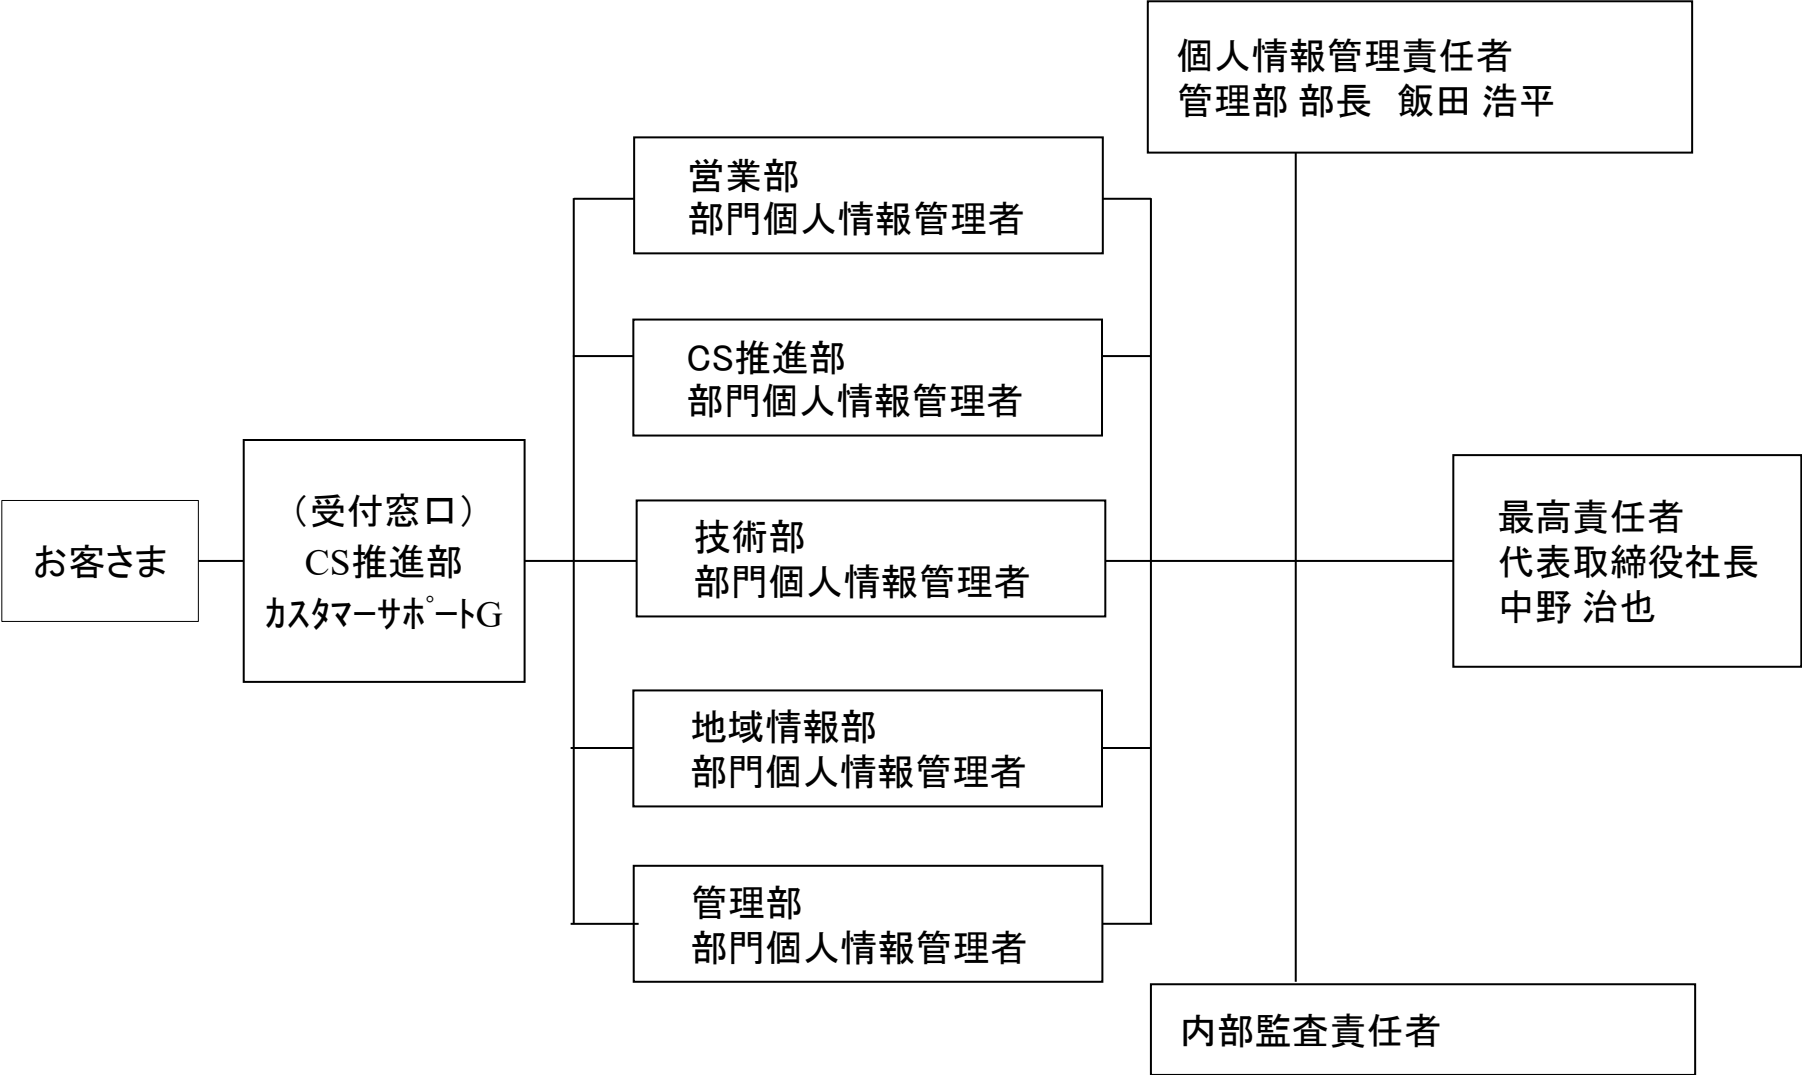 個人情報管理責任者
管理部 部長　飯田 浩平
営業部
部門個人情報管理者
CS推進部
部門個人情報管理者
お客さま
（受付窓口）
CS推進部
ｶｽﾀﾏｰｻﾎﾟｰﾄG
技術部
部門個人情報管理者
最高責任者
代表取締役社長
中野 治也
地域情報部
部門個人情報管理者
管理部
部門個人情報管理者
内部監査責任者